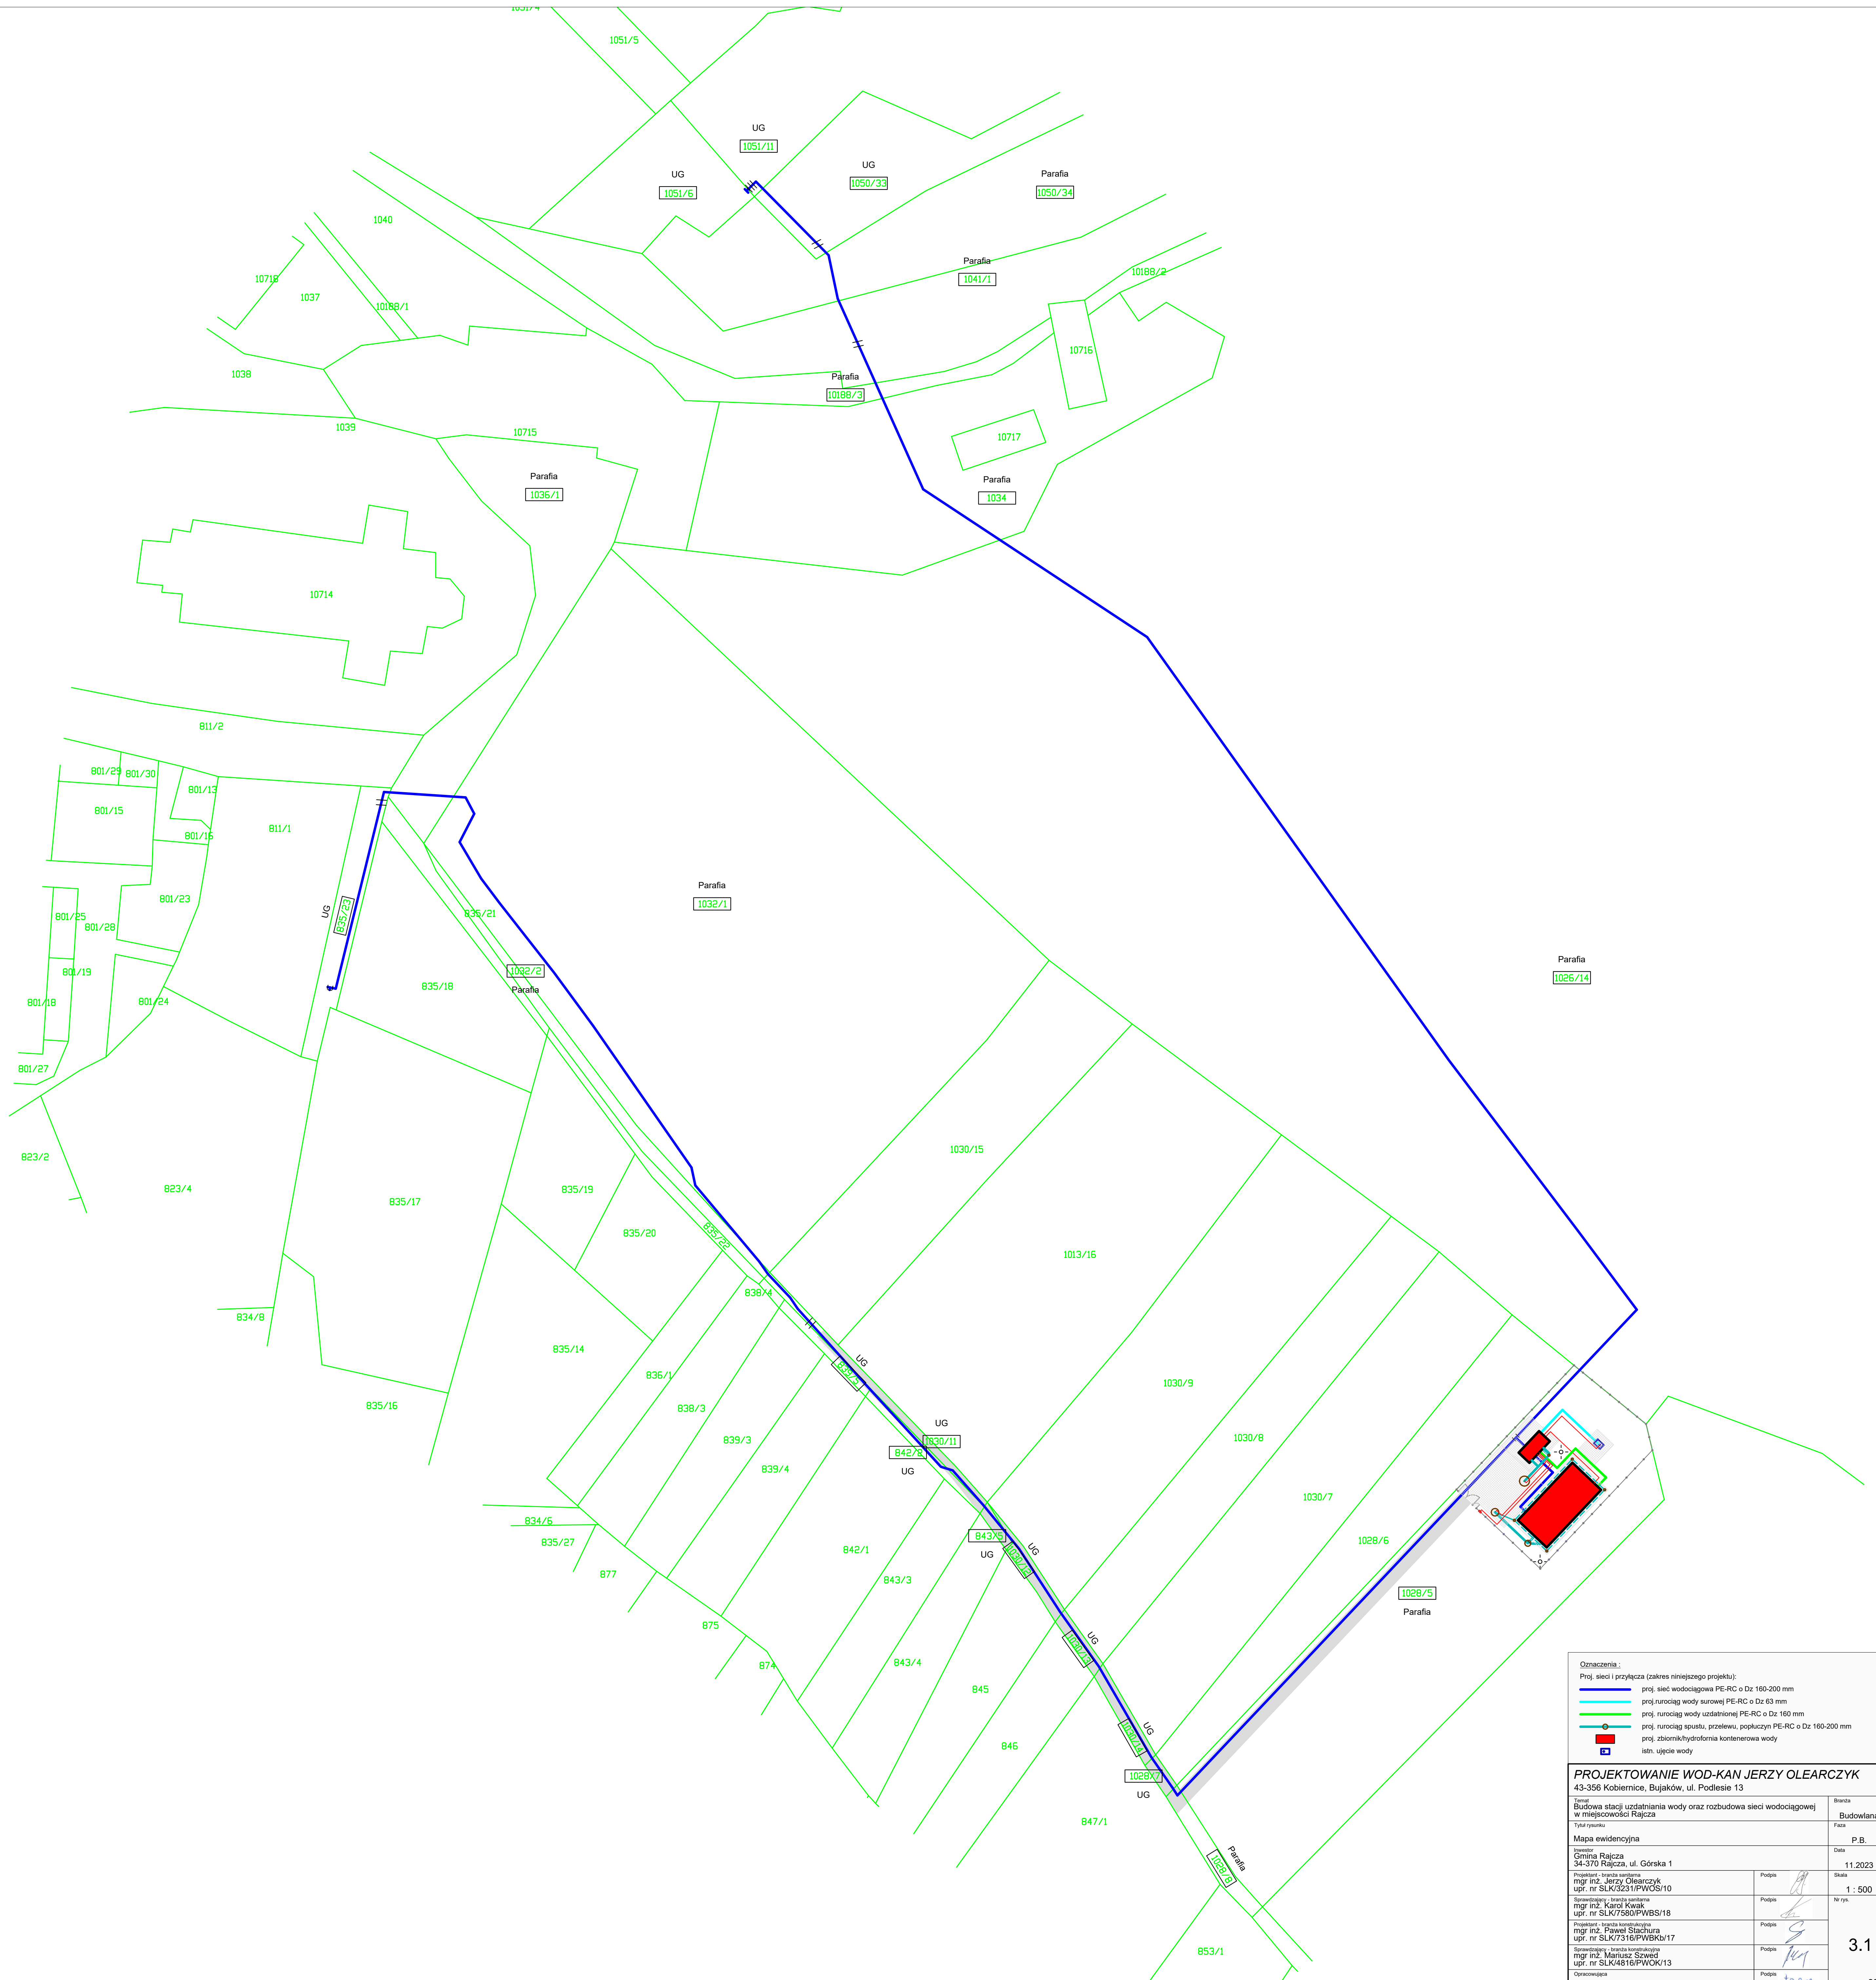 1051/4
1051/5
UG
1051/11
UG
1051/6
UG
1050/33
Parafia
1050/34
1040
Parafia
1041/1
10188/2
10718
1037
10188/1
10716
1038
Parafia
10188/3
1039
10715
10717
Parafia
1036/1
Parafia
1034
10714
811/2
801/29
801/30
801/13
801/15
801/16
811/1
Parafia
1032/1
801/23
UG
835/23
835/21
801/25
801/28
Parafia
1026/14
1032/2
Parafia
801/19
835/18
801/18
801/24
801/27
823/2
1030/15
823/4
835/17
835/19
835/20
835/22
1013/16
838/4
834/8
835/14
UG
839/5
836/1
1030/9
835/16
838/3
UG
1030/11
842/2
UG
839/3
1030/8
839/4
1030/7
834/6
835/27
843/5
UG
UG
1030/12
1028/6
842/1
877
843/3
1028/5
Parafia
875
UG
1030/13
874
843/4
845
UG
1030/14
846
1028/7
UG
847/1
Parafia
1028/8
853/1
Oznaczenia :
Proj. sieci i przyłącza (zakres niniejszego projektu):
proj. sieć wodociągowa PE-RC o Dz 160-200 mm
proj.rurociąg wody surowej PE-RC o Dz 63 mm
proj. rurociąg wody uzdatnionej PE-RC o Dz 160 mm
proj. rurociąg spustu, przelewu, popłuczyn PE-RC o Dz 160-200 mm
proj. zbiornik/hydrofornia kontenerowa wody
istn. ujęcie wody
PROJEKTOWANIE WOD-KAN JERZY OLEARCZYK
43-356 Kobiernice, Bujaków, ul. Podlesie 13
Temat
Budowa stacji uzdatniania wody oraz rozbudowa sieci wodociągowej
w miejscowości Rajcza
Branża
Budowlana
Tytuł rysunku
Mapa ewidencyjna
Faza
P.B.
Inwestor
Gmina Rajcza
34-370 Rajcza, ul. Górska 1
Data
11.2023
Projektant - branża sanitarna
mgr inż. Jerzy Olearczyk
upr. nr SLK/3231/PWOS/10
Podpis
Skala
1 : 500
Sprawdzający - branża sanitarna
mgr inż. Karol Kwak
upr. nr SLK/7580/PWBS/18
Podpis
Nr rys.
3.1
Projektant - branża konstrukcyjna
mgr inż. Paweł Stachura
upr. nr SLK/7316/PWBKb/17
Podpis
Sprawdzający - branża konstrukcyjna
mgr inż. Mariusz Szwed
upr. nr SLK/4816/PWOK/13
Podpis
Opracowująca
Podpis